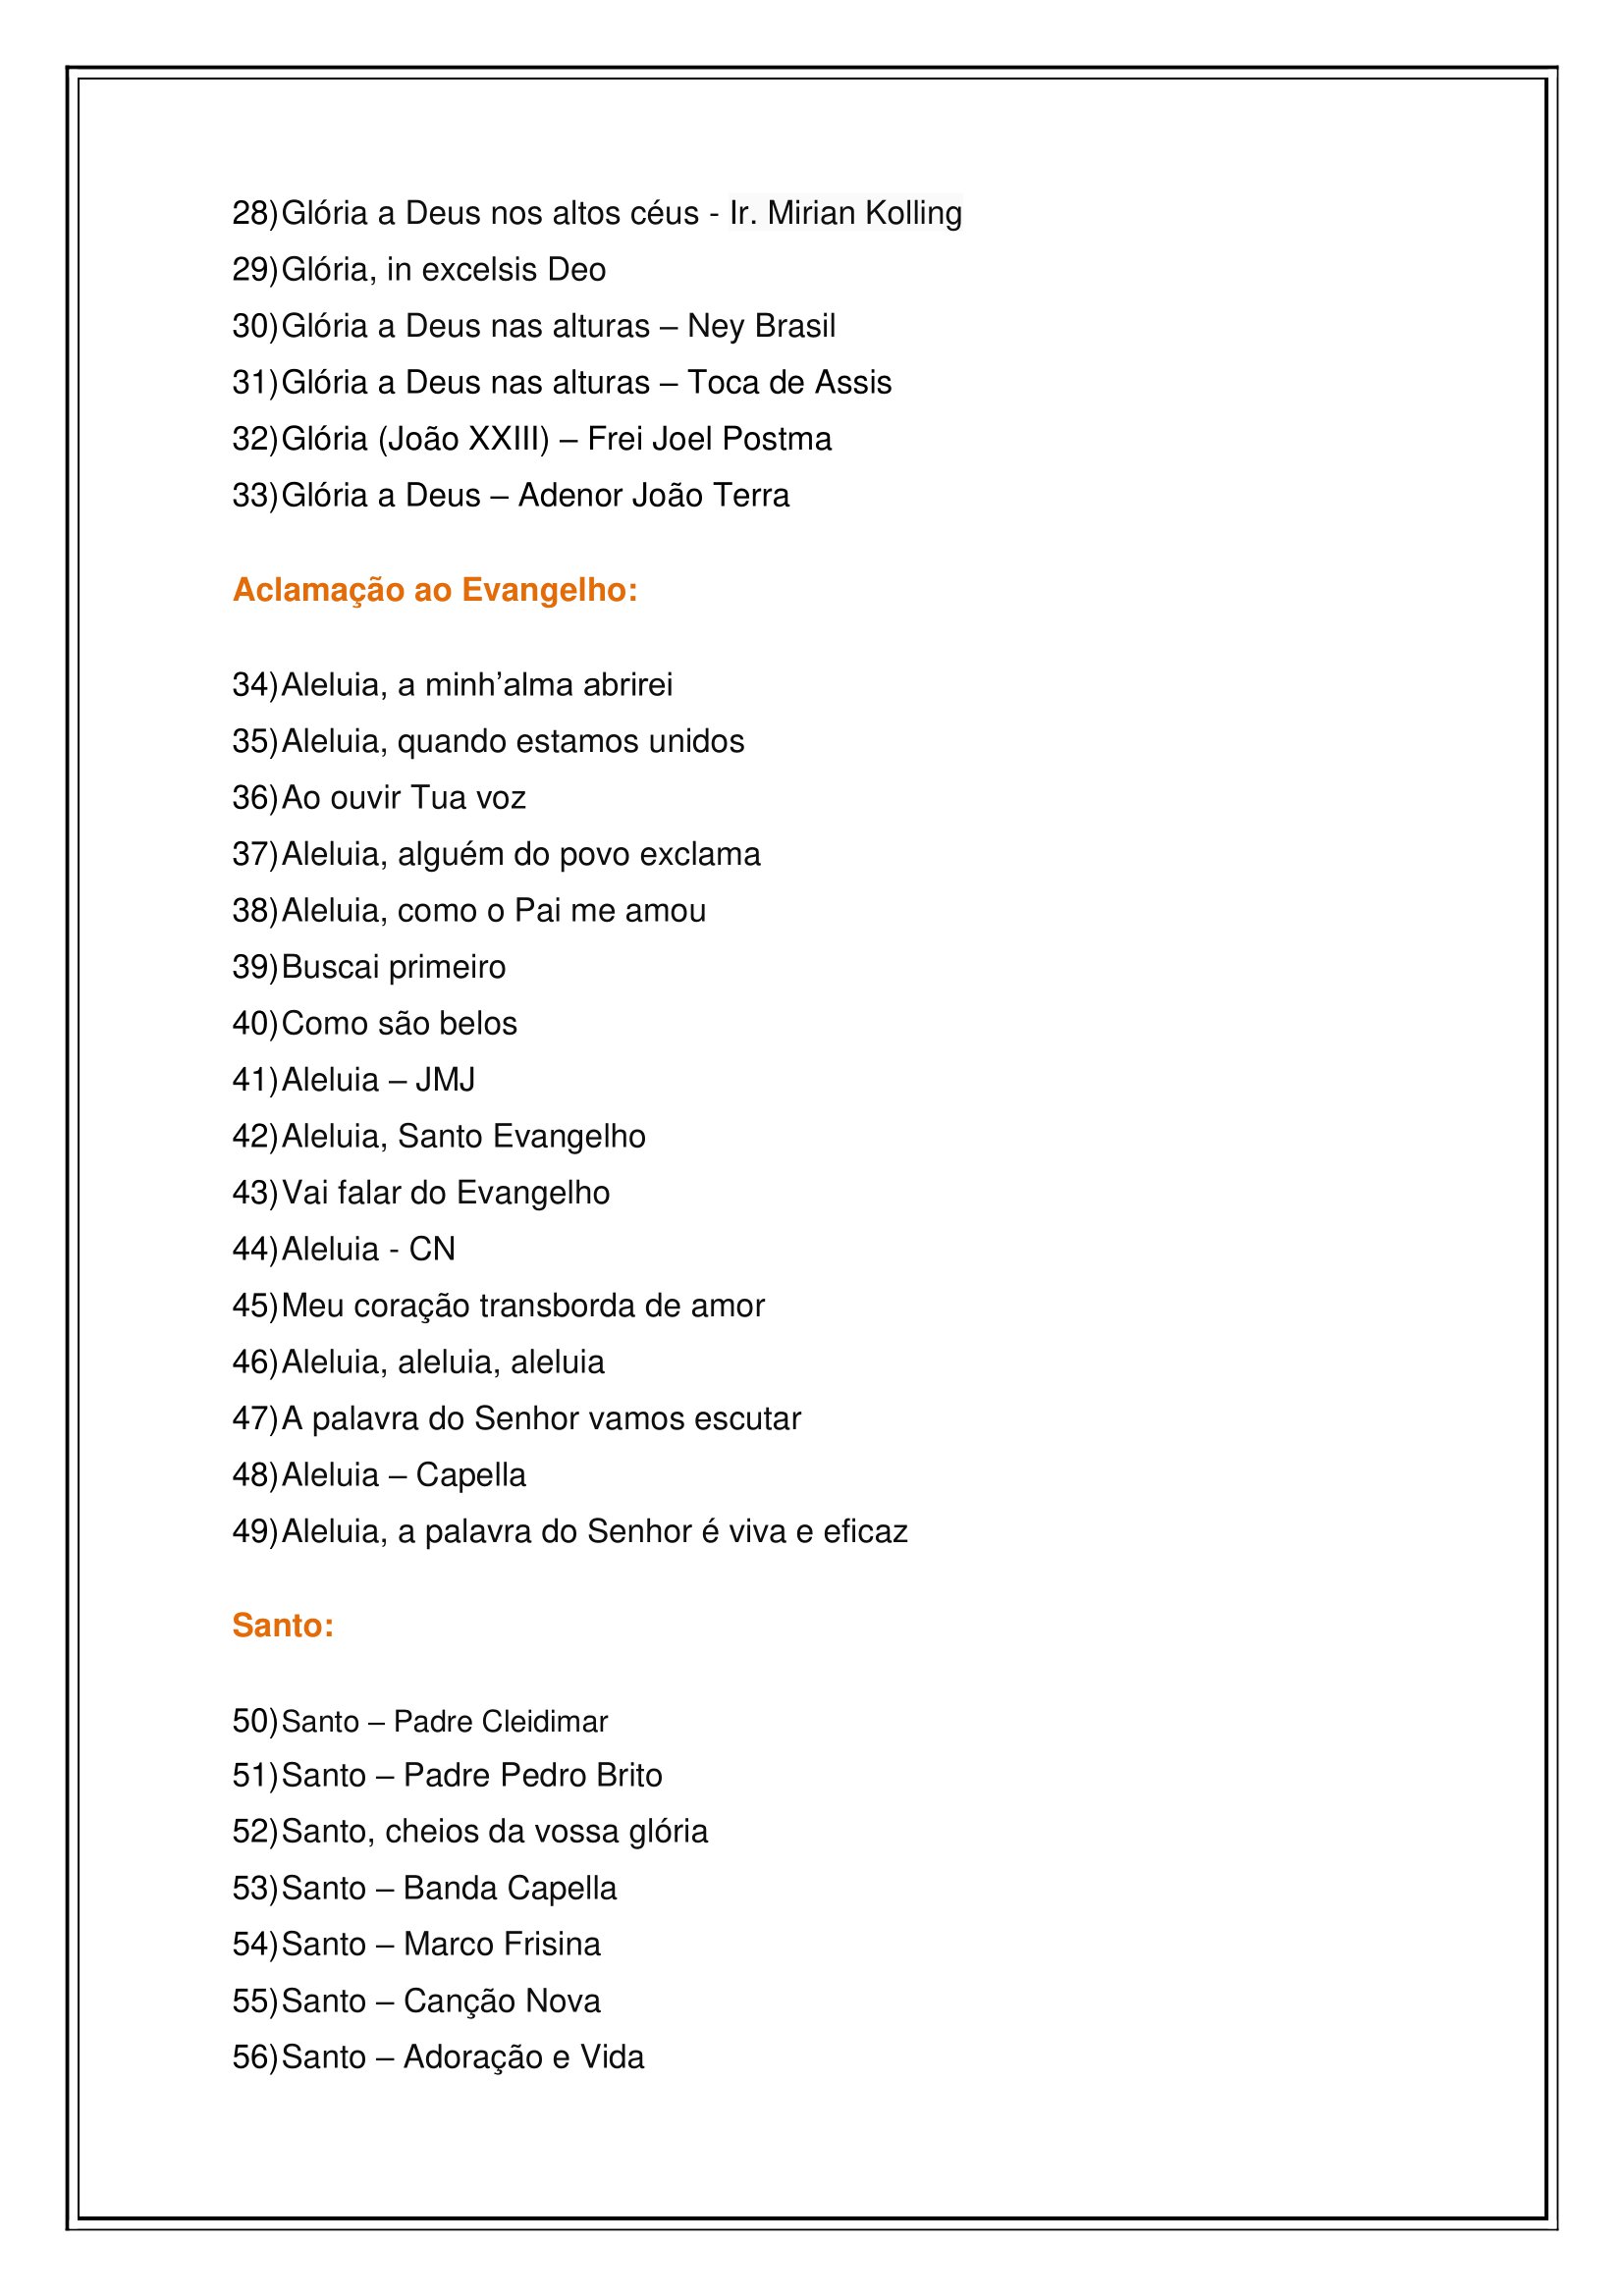 28)Glória a Deus nos altos céus - Ir. Mirian Kolling
29)Glória, in excelsis Deo
30)Glória a Deus nas alturas – Ney Brasil
31)Glória a Deus nas alturas – Toca de Assis
32)Glória (João XXIII) – Frei Joel Postma
33)Glória a Deus – Adenor João Terra
Aclamação ao Evangelho:
34)Aleluia, a minh’alma abrirei
35)Aleluia, quando estamos unidos
36)Ao ouvir Tua voz
37)Aleluia, alguém do povo exclama
38)Aleluia, como o Pai me amou
39)Buscai primeiro
40)Como são belos
41)Aleluia – JMJ
42)Aleluia, Santo Evangelho
43)Vai falar do Evangelho
44)Aleluia - CN
45)Meu coração transborda de amor
46)Aleluia, aleluia, aleluia
47)A palavra do Senhor vamos escutar
48)Aleluia – Capella
49)Aleluia, a palavra do Senhor é viva e eficaz
Santo:
50)Santo – Padre Cleidimar
51)Santo – Padre Pedro Brito
52)Santo, cheios da vossa glória
53)Santo – Banda Capella
54)Santo – Marco Frisina
55)Santo – Canção Nova
56)Santo – Adoração e Vida